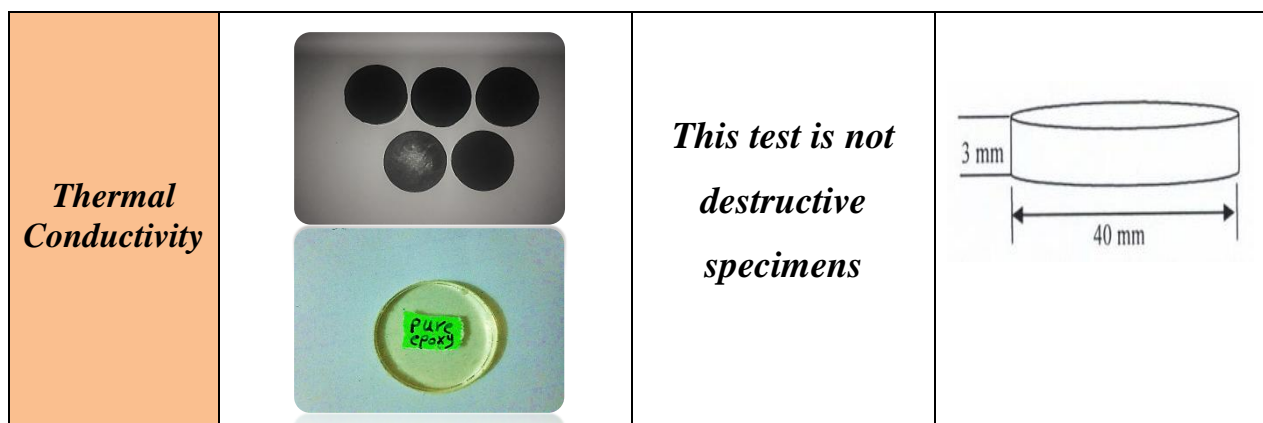 Thermal
Conductivity
pure
epoxy
This test is not
destructive
specimens
3 mm
40 mm